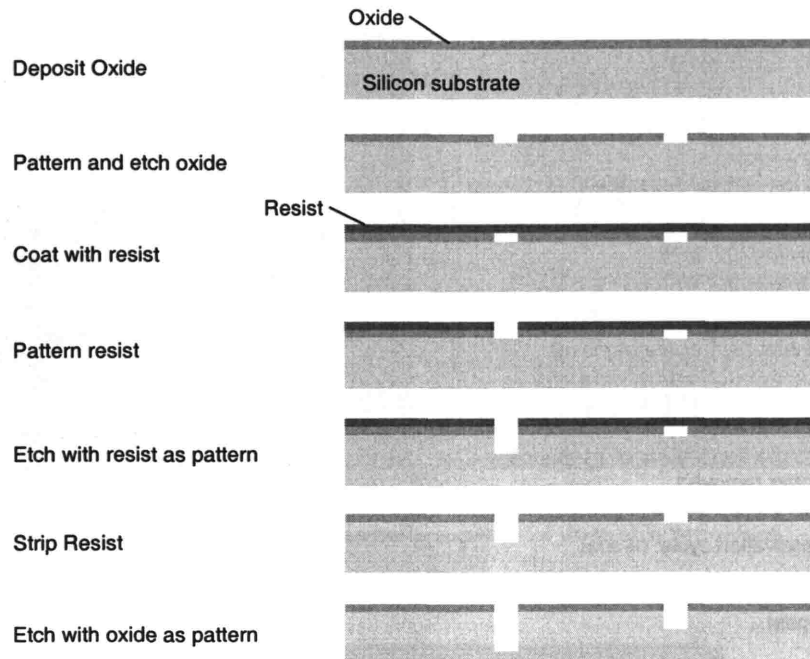 Oxide
Deposit Oxide
Silicon substrate
Pattern and etch oxide
Resist
Coat with resist
Pattern resist
Etch with resist as pattern
Strip Resist
Etch with oxide as pattern